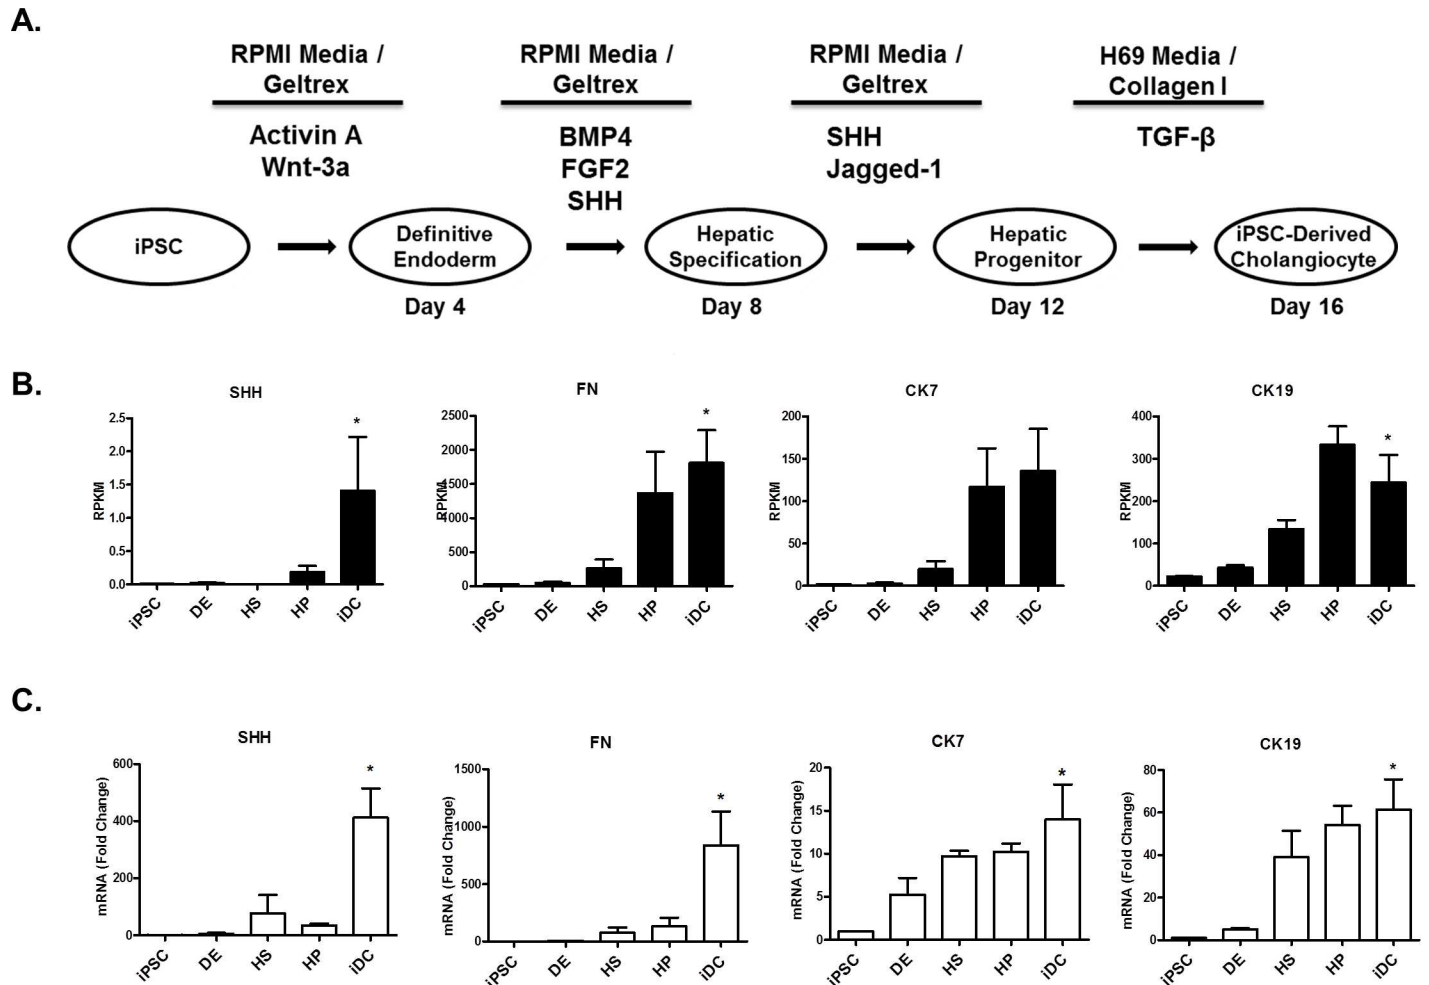 A.
RPMI Media /
Geltrex
RPMI Media /
Geltrex
RPMI Media /
Geltrex
H69 Media /
Collagen I
Activin A
Wnt-3a
BMP4
FGF2
SHH
SHH
Jagged-1
TGF-β
iPSC
Definitive
Endoderm
Hepatic
Specification
Hepatic
Progenitor
iPSC-Derived
Cholangiocyte
Day 4
Day 8
Day 12
Day 16
B.
SHH
RPKM
2.5
2.0
1.5
1.0
0.5
0.0
*
iPSC
DE
HS
HP
iDC
FN
RPKM
2500
2000
1500
1000
500
0
*
iPSC
DE
HS
HP
iDC
CK7
RPKM
200
150
100
50
0
iPSC
DE
HS
HP
iDC
CK19
RPKM
400
300
200
100
0
*
iPSC
DE
HS
HP
iDC
C.
SHH
mRNA (Fold Change)
600
400
200
0
*
iPSC
DE
HS
HP
iDC
FN
mRNA (Fold Change)
1500
1000
500
0
*
iPSC
DE
HS
HP
iDC
CK7
mRNA (Fold Change)
20
15
10
5
0
*
iPSC
DE
HS
HP
iDC
CK19
mRNA (Fold Change)
80
60
40
20
0
*
iPSC
DE
HS
HP
iDC